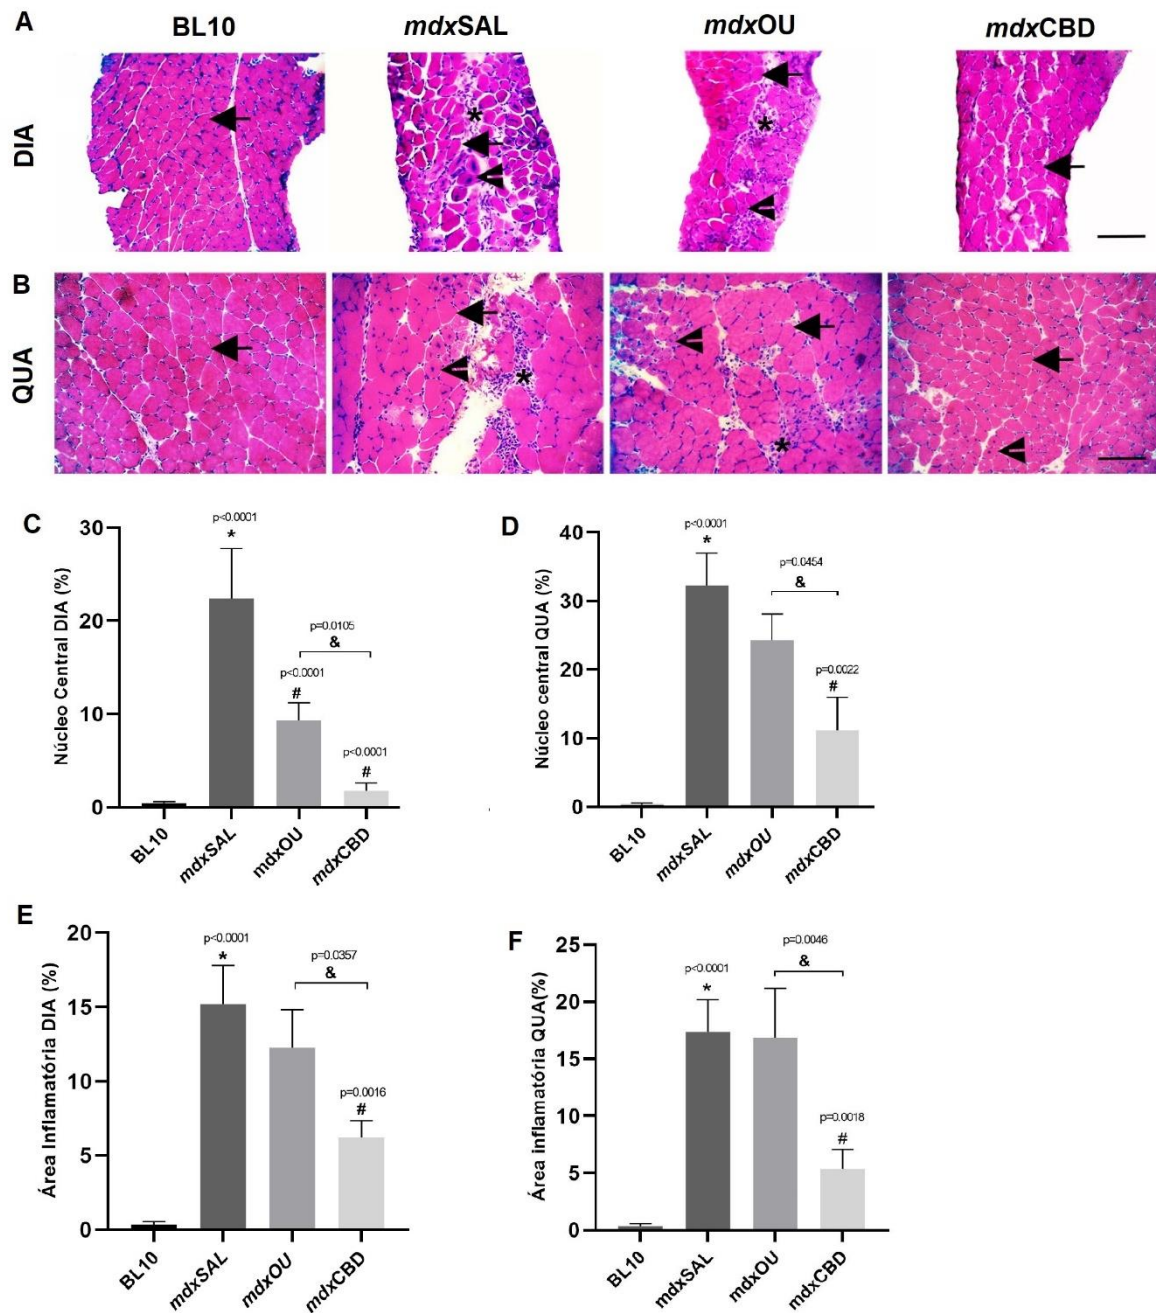 A
BL10
mdxSAL
mdxOU
mdxCBD
DIA
*
*
B
QUA
*
*
C
Núcleo Central DIA (%)
30
20
10
0
p<0.0001
*
p<0.0001
#
p=0.0105
&
p<0.0001
#
BL10
mdxSAL
mdxOU
mdxCBD
D
Núcleo central QUA (%)
40
30
20
10
0
p<0.0001
*
p=0.0454
&
p=0.0022
#
BL10
mdxSAL
mdxOU
mdxCBD
E
Área Inflamatória DIA (%)
20
15
10
5
0
p<0.0001
*
p=0.0357
&
p=0.0016
#
BL10
mdxSAL
mdxOU
mdxCBD
F
Área inflamatória QUA(%)
25
20
15
10
5
0
p<0.0001
*
p=0.0046
&
p=0.0018
#
BL10
mdxSAL
mdxOU
mdxCBD